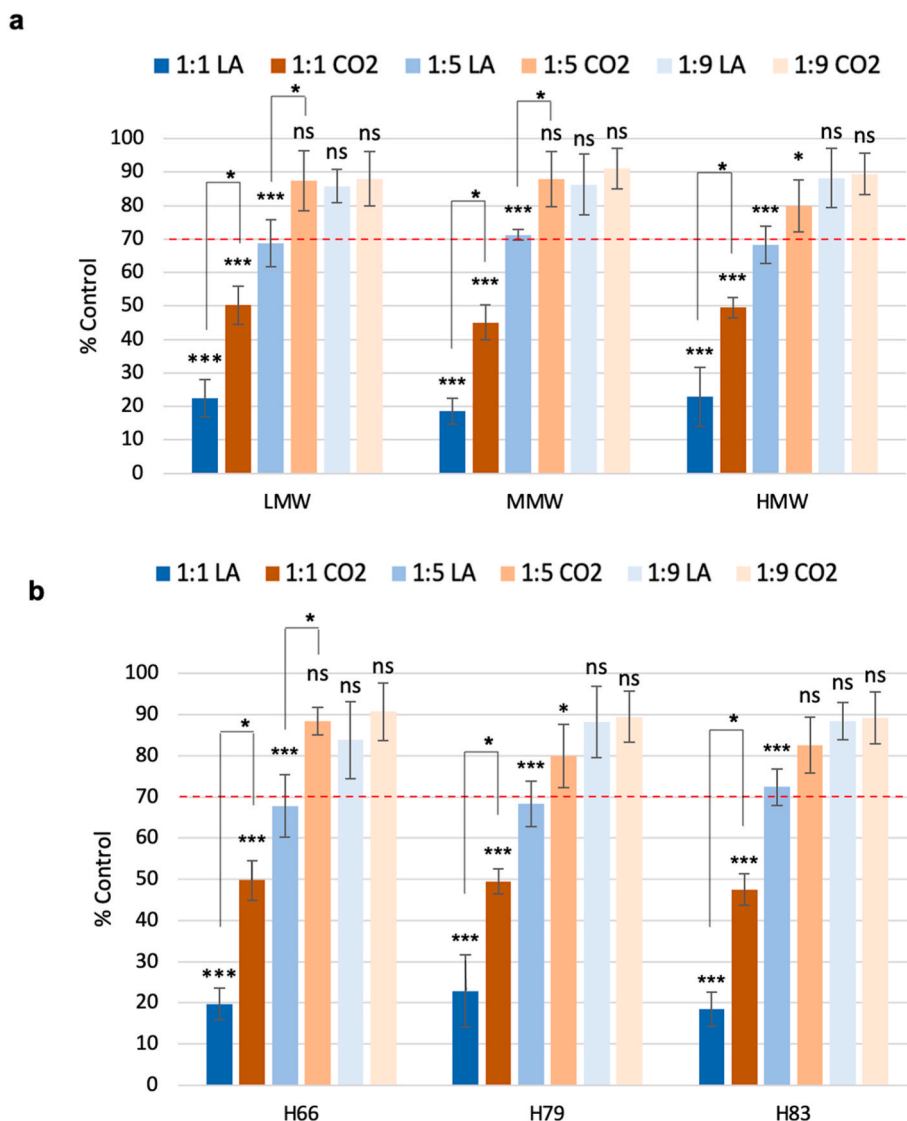 a
1:1 LA 1:1 CO2 1:5 LA 1:5 CO2 1:9 LA 1:9 CO2
* *
*
100 ns ns ns ns ns ns ns ns
90 * * * *
80 *** *** ***
70
60 *** *** ***
50
40
30 *** *** ***
20
10
0
% Control
LMW MMW HMW
b
1:1 LA 1:1 CO2 1:5 LA 1:5 CO2 1:9 LA 1:9 CO2
*
100 ns ns ns ns ns ns ns ns
90 * * * *
80 *** *** ***
70
60 *** *** ***
50
40
30 *** *** ***
20
10
0
% Control
H66 H79 H83